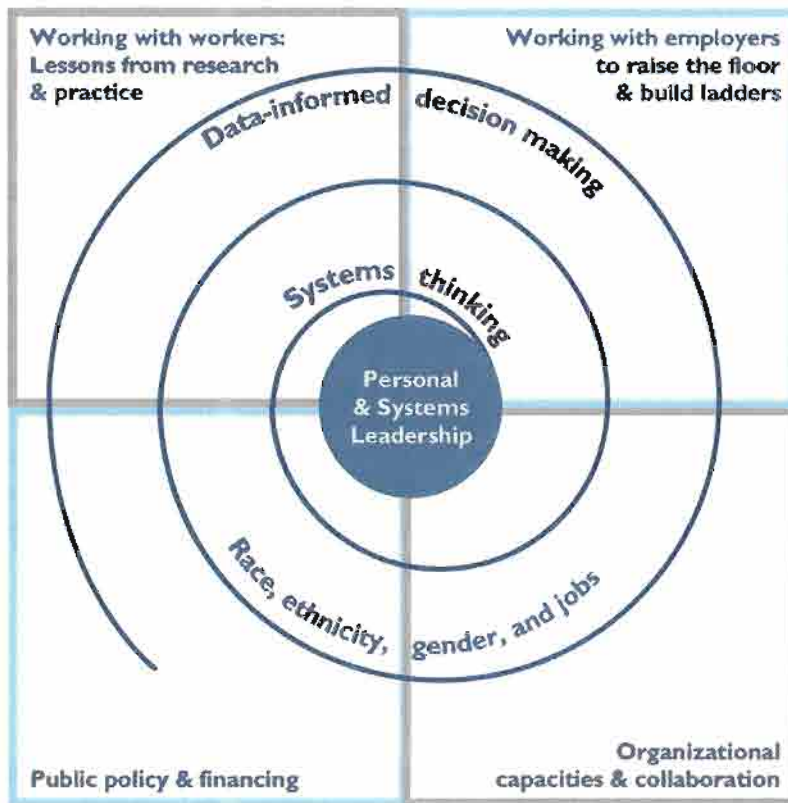 Working with workers:
Lessons from research
& practice
Working with employers
to raise the floor
& build ladders
Data-informed decision making
Systems thinking
Personal
& Systems
Leadership
Race, ethnicity, gender, and jobs
Public policy & financing
Organizational
capacities & collaboration